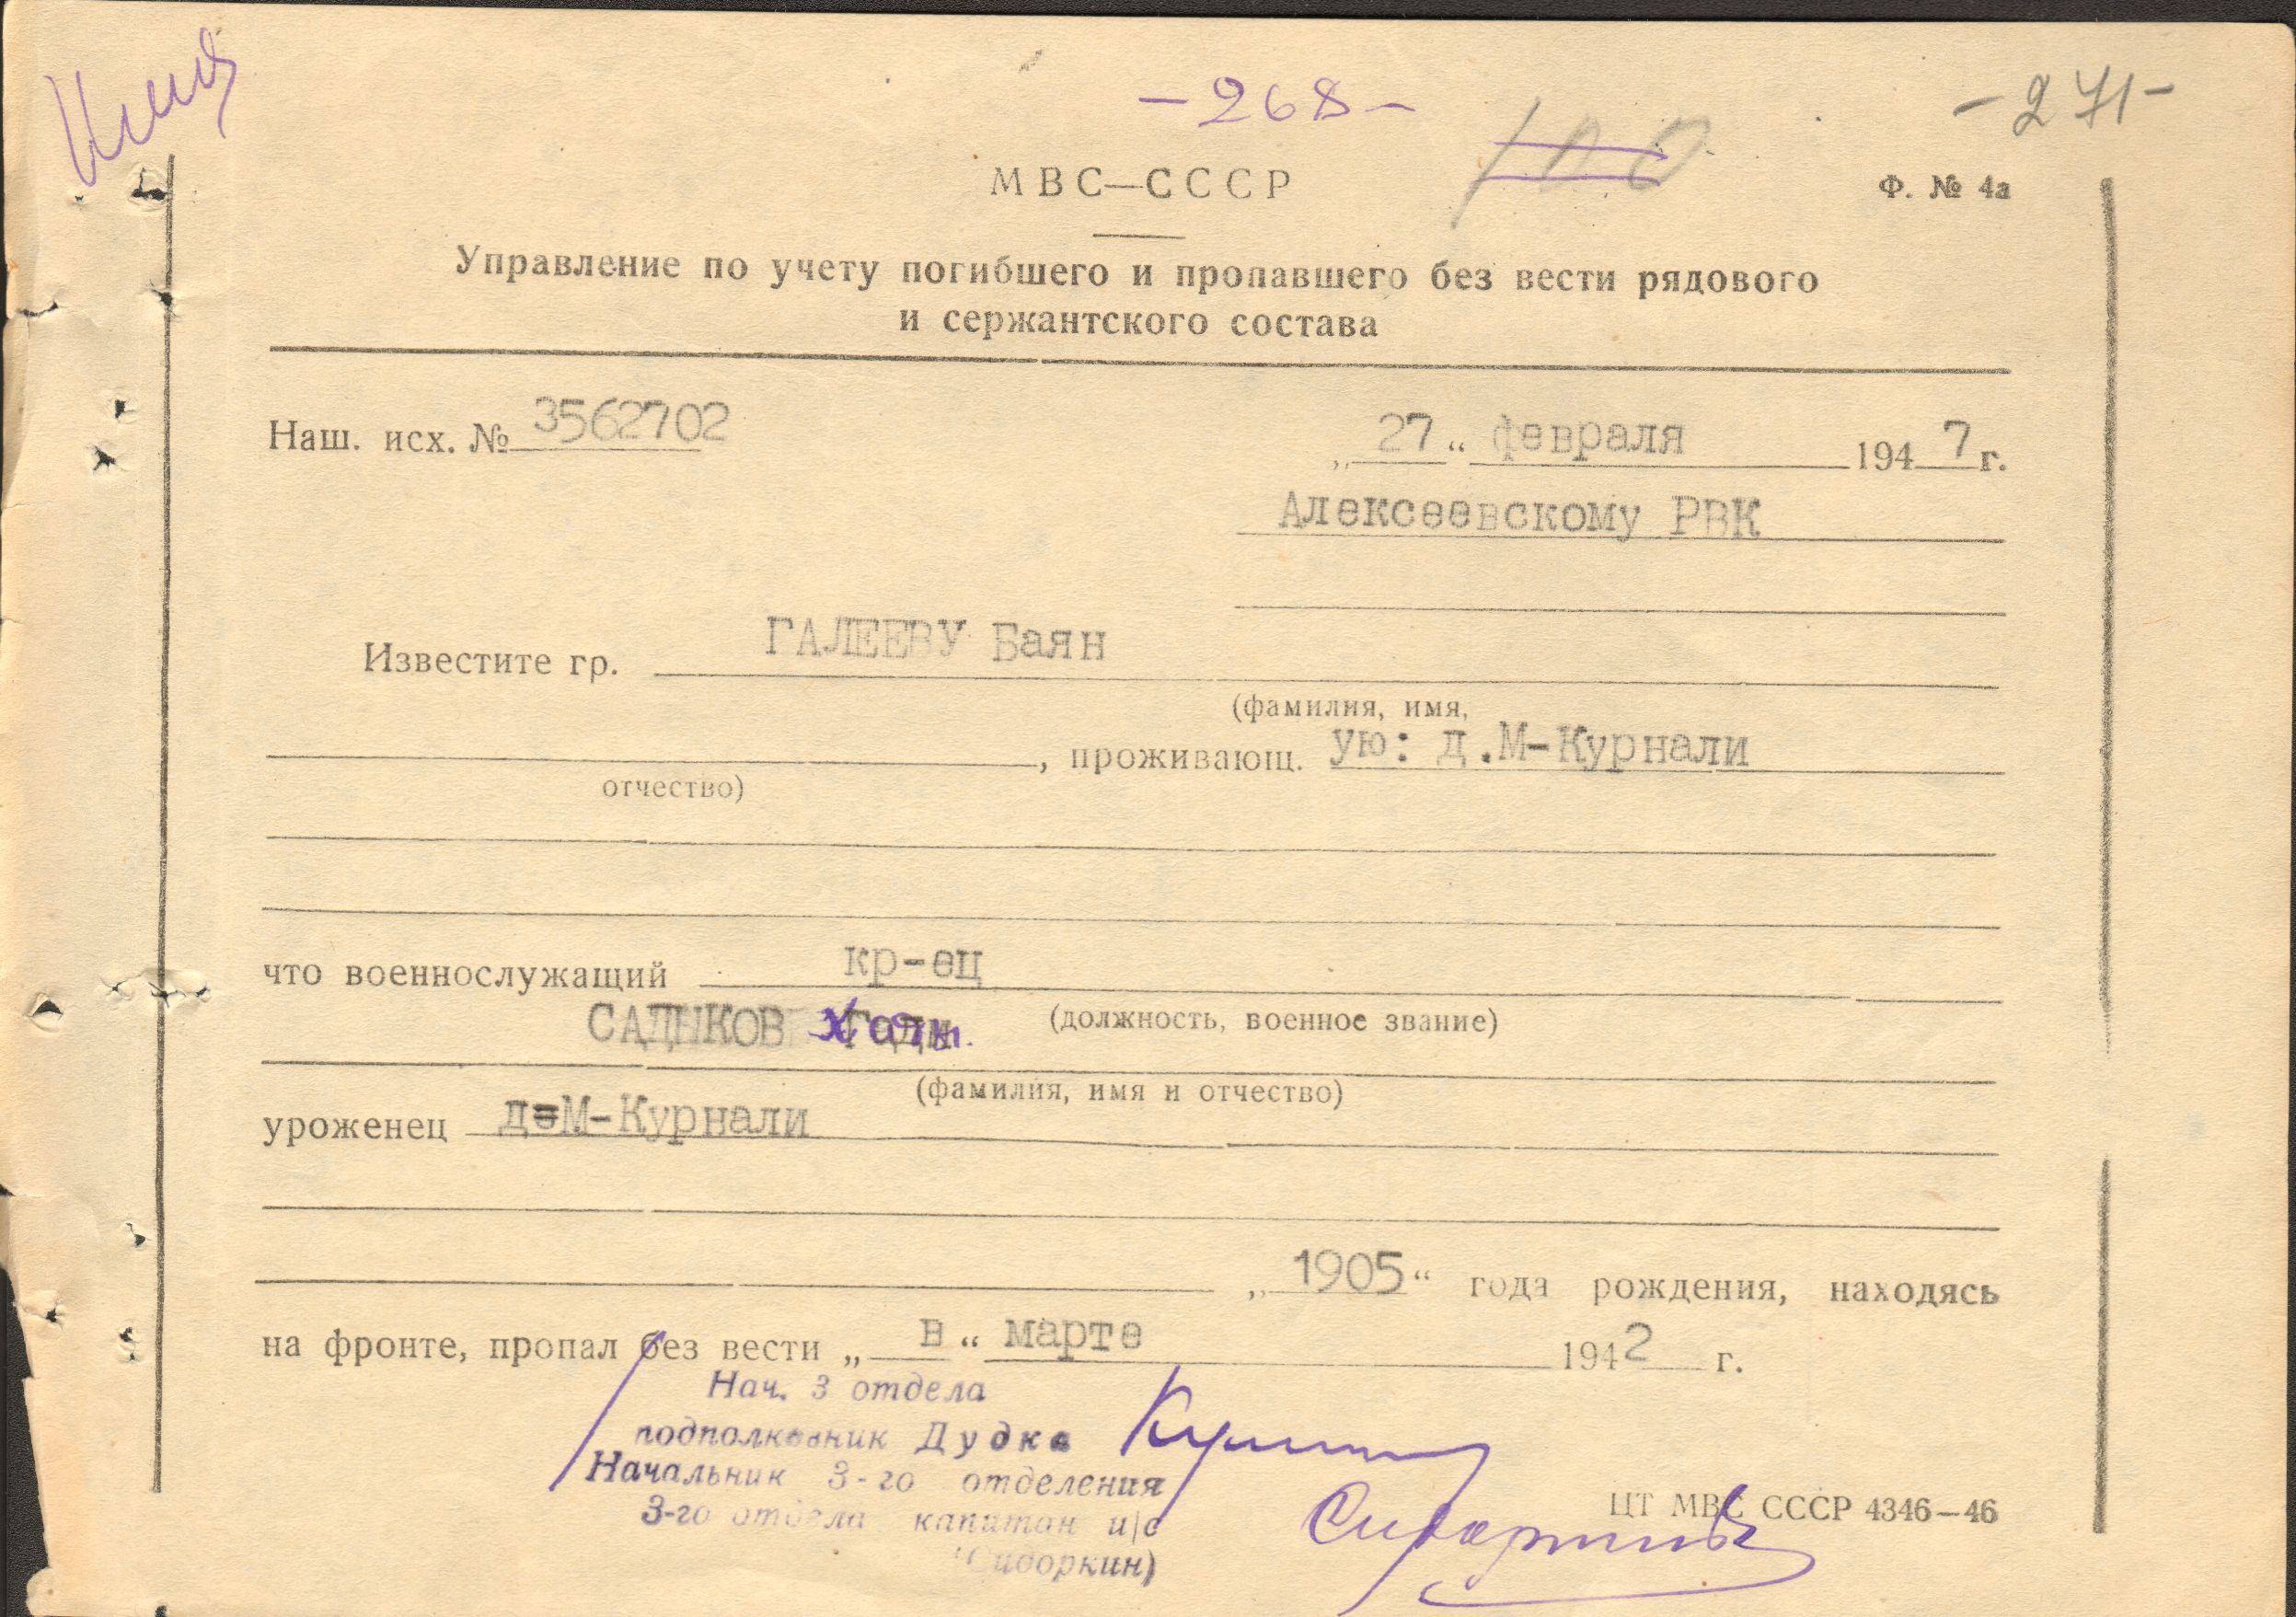 -268-
-271-
100
МВС—СССР
Ф. № 4а
Управление по учету погибшего и пропавшего без вести рядового
и сержантского состава
Наш. исх. № 3562702
„27“ февраля 1947 г.
Алексеевскому РВК
Известите гр. ГАЛЕЕВУ Баян
(фамилия, имя,
, проживающ. ую: д.М-Курнали
отчество)
что военнослужащий кр-ец
(должность, военное звание)
САДЫКОВ
(фамилия, имя и отчество)
уроженец д.М-Курнали
„1905“ года рождения, находясь
на фронте, пропал без вести „в“ марте 1942 г.
Нач. 3 отдела
подполковник Дудко
Начальник 3-го отделения
3-го отдела капитан и/с
(Сидоркин)
Сидоркин
ЦТ МВС СССР 4346—46